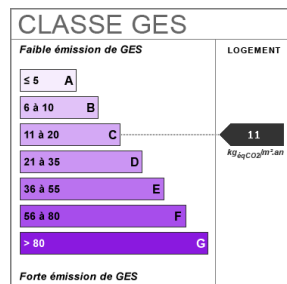 CLASSE GES
Faible émission de GES
LOGEMENT
≤ 5 A
6 à 10 B
11 à 20 C
11
kgéqCO2/m².an
21 à 35 D
36 à 55 E
56 à 80 F
> 80 G
Forte émission de GES